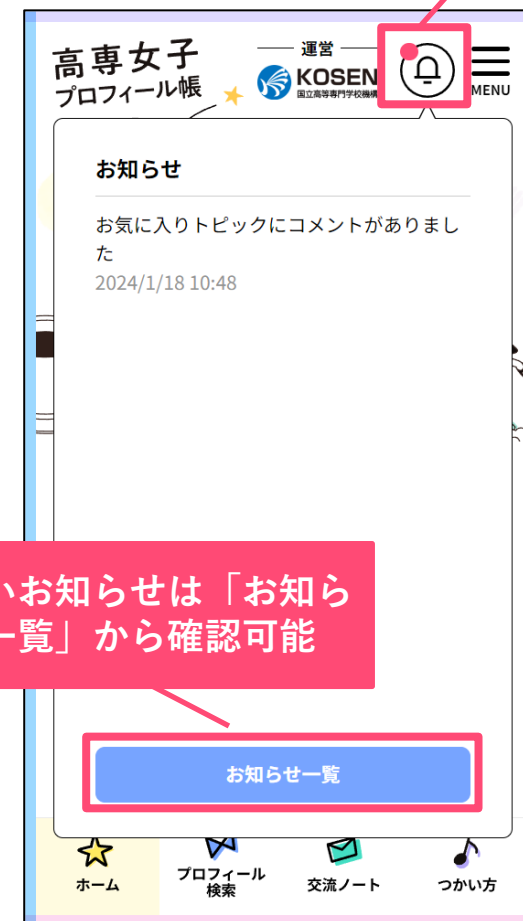 高専女子
プロフィール帳
運営
KOSEN
国立高等専門学校機構
MENU
お知らせ
お気に入りトピックにコメントがありまし
た
2024/1/18 10:48
いお知らせは「お知ら
一覧」から確認可能
お知らせ一覧
ホーム
プロフィール
検索
交流ノート
つかい方